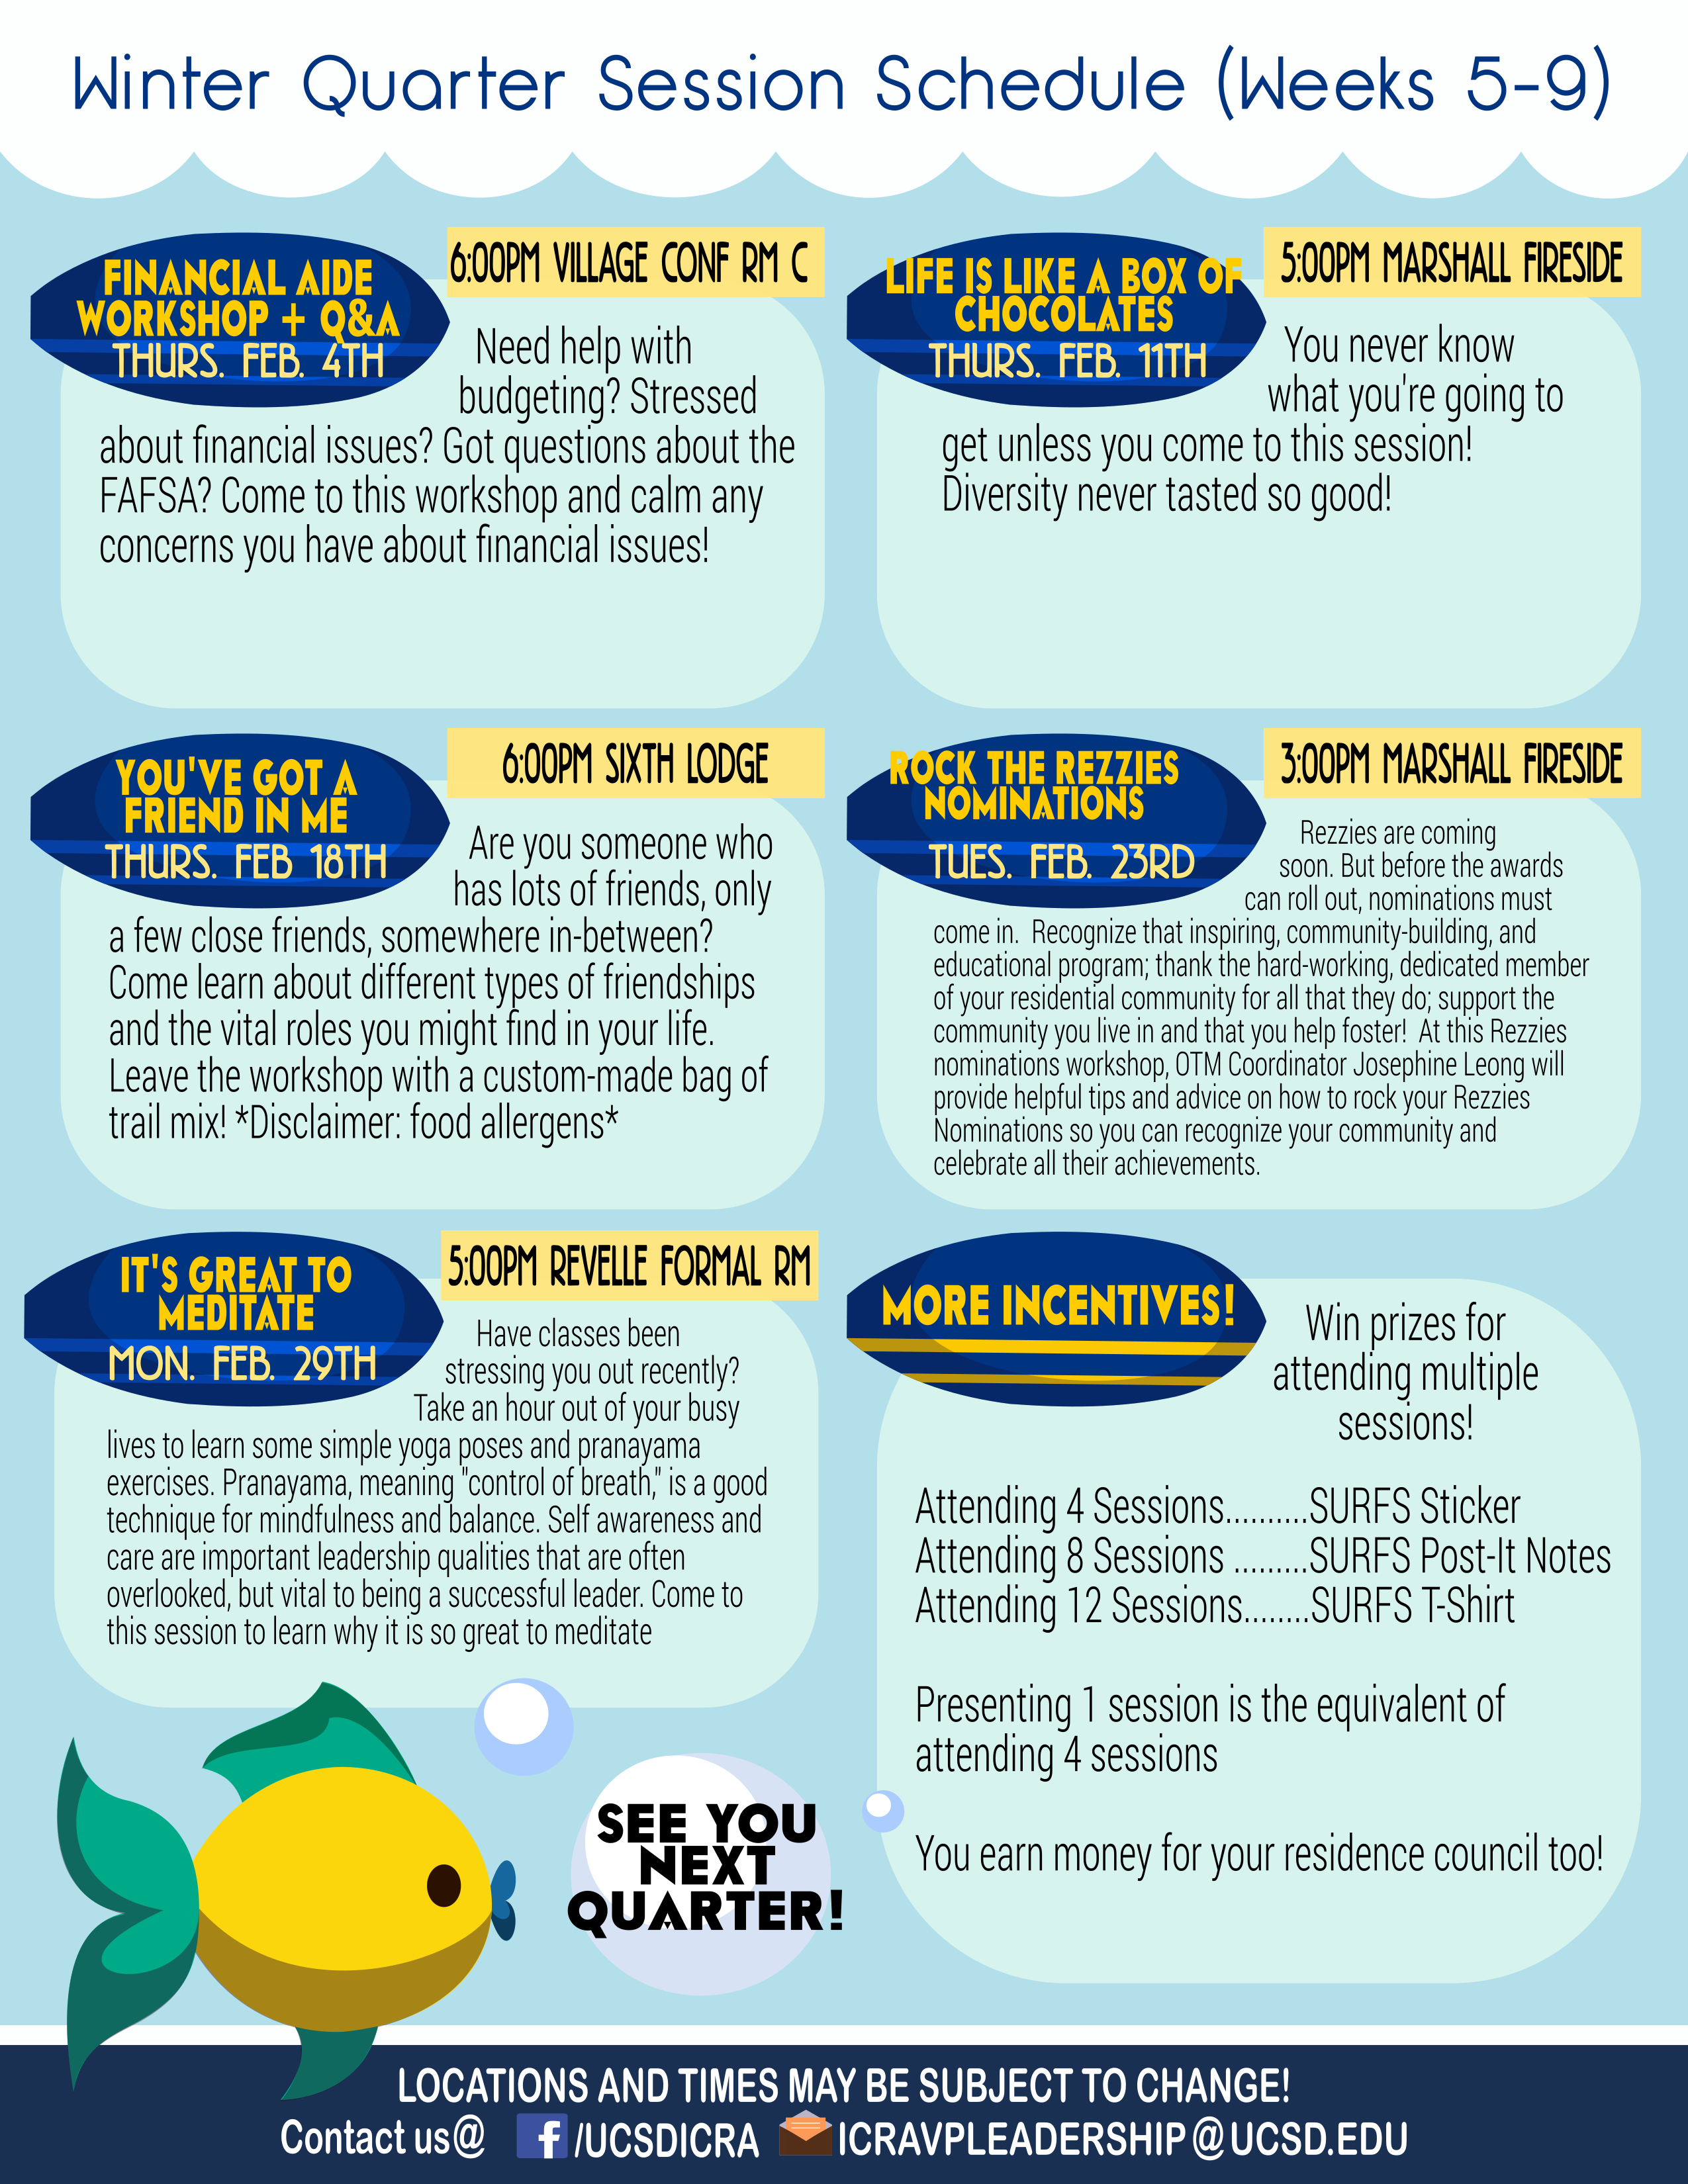 Winter Quarter Session Schedule (Weeks 5-9)
FINANCIAL AIDE
WORKSHOP + Q&A
THURS. FEB. 4TH
6:00PM VILLAGE CONF RM C
Need help with
budgeting? Stressed
about financial issues? Got questions about the
FAFSA? Come to this workshop and calm any
concerns you have about financial issues!
LIFE IS LIKE A BOX OF
CHOCOLATES
THURS. FEB. 11TH
5:00PM MARSHALL FIRESIDE
You never know
what you're going to
get unless you come to this session!
Diversity never tasted so good!
YOU'VE GOT A
FRIEND IN ME
THURS. FEB 18TH
6:00PM SIXTH LODGE
Are you someone who
has lots of friends, only
a few close friends, somewhere in-between?
Come learn about different types of friendships
and the vital roles you might find in your life.
Leave the workshop with a custom-made bag of
trail mix! *Disclaimer: food allergens*
ROCK THE REZZIES
NOMINATIONS
TUES. FEB. 23RD
3:00PM MARSHALL FIRESIDE
Rezzies are coming
soon. But before the awards
can roll out, nominations must
come in. Recognize that inspiring, community-building, and
educational program; thank the hard-working, dedicated member
of your residential community for all that they do; support the
community you live in and that you help foster! At this Rezzies
nominations workshop, OTM Coordinator Josephine Leong will
provide helpful tips and advice on how to rock your Rezzies
Nominations so you can recognize your community and
celebrate all their achievements.
IT'S GREAT TO
MEDITATE
MON. FEB. 29TH
5:00PM REVELLE FORMAL RM
Have classes been
stressing you out recently?
Take an hour out of your busy
lives to learn some simple yoga poses and pranayama
exercises. Pranayama, meaning "control of breath," is a good
technique for mindfulness and balance. Self awareness and
care are important leadership qualities that are often
overlooked, but vital to being a successful leader. Come to
this session to learn why it is so great to meditate
MORE INCENTIVES!
Win prizes for
attending multiple
sessions!
Attending 4 Sessions..........SURFS Sticker
Attending 8 Sessions .........SURFS Post-It Notes
Attending 12 Sessions........SURFS T-Shirt
Presenting 1 session is the equivalent of
attending 4 sessions
You earn money for your residence council too!
SEE YOU
NEXT
QUARTER!
LOCATIONS AND TIMES MAY BE SUBJECT TO CHANGE!
Contact us@ f /UCSDICRA ICRAVPLEADERSHIP@UCSD.EDU